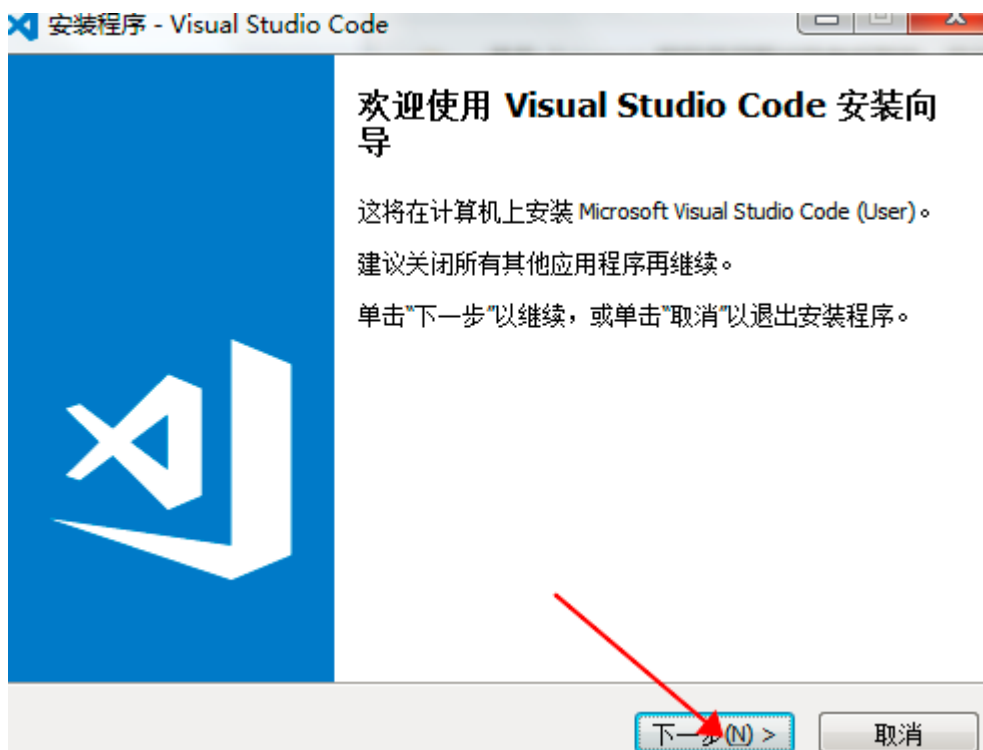 安装程序 - Visual Studio Code
欢迎使用 Visual Studio Code 安装向
导
这将在计算机上安装 Microsoft Visual Studio Code (User)。
建议关闭所有其他应用程序再继续。
单击“下一步”以继续，或单击“取消”以退出安装程序。
下一步(N) >
取消